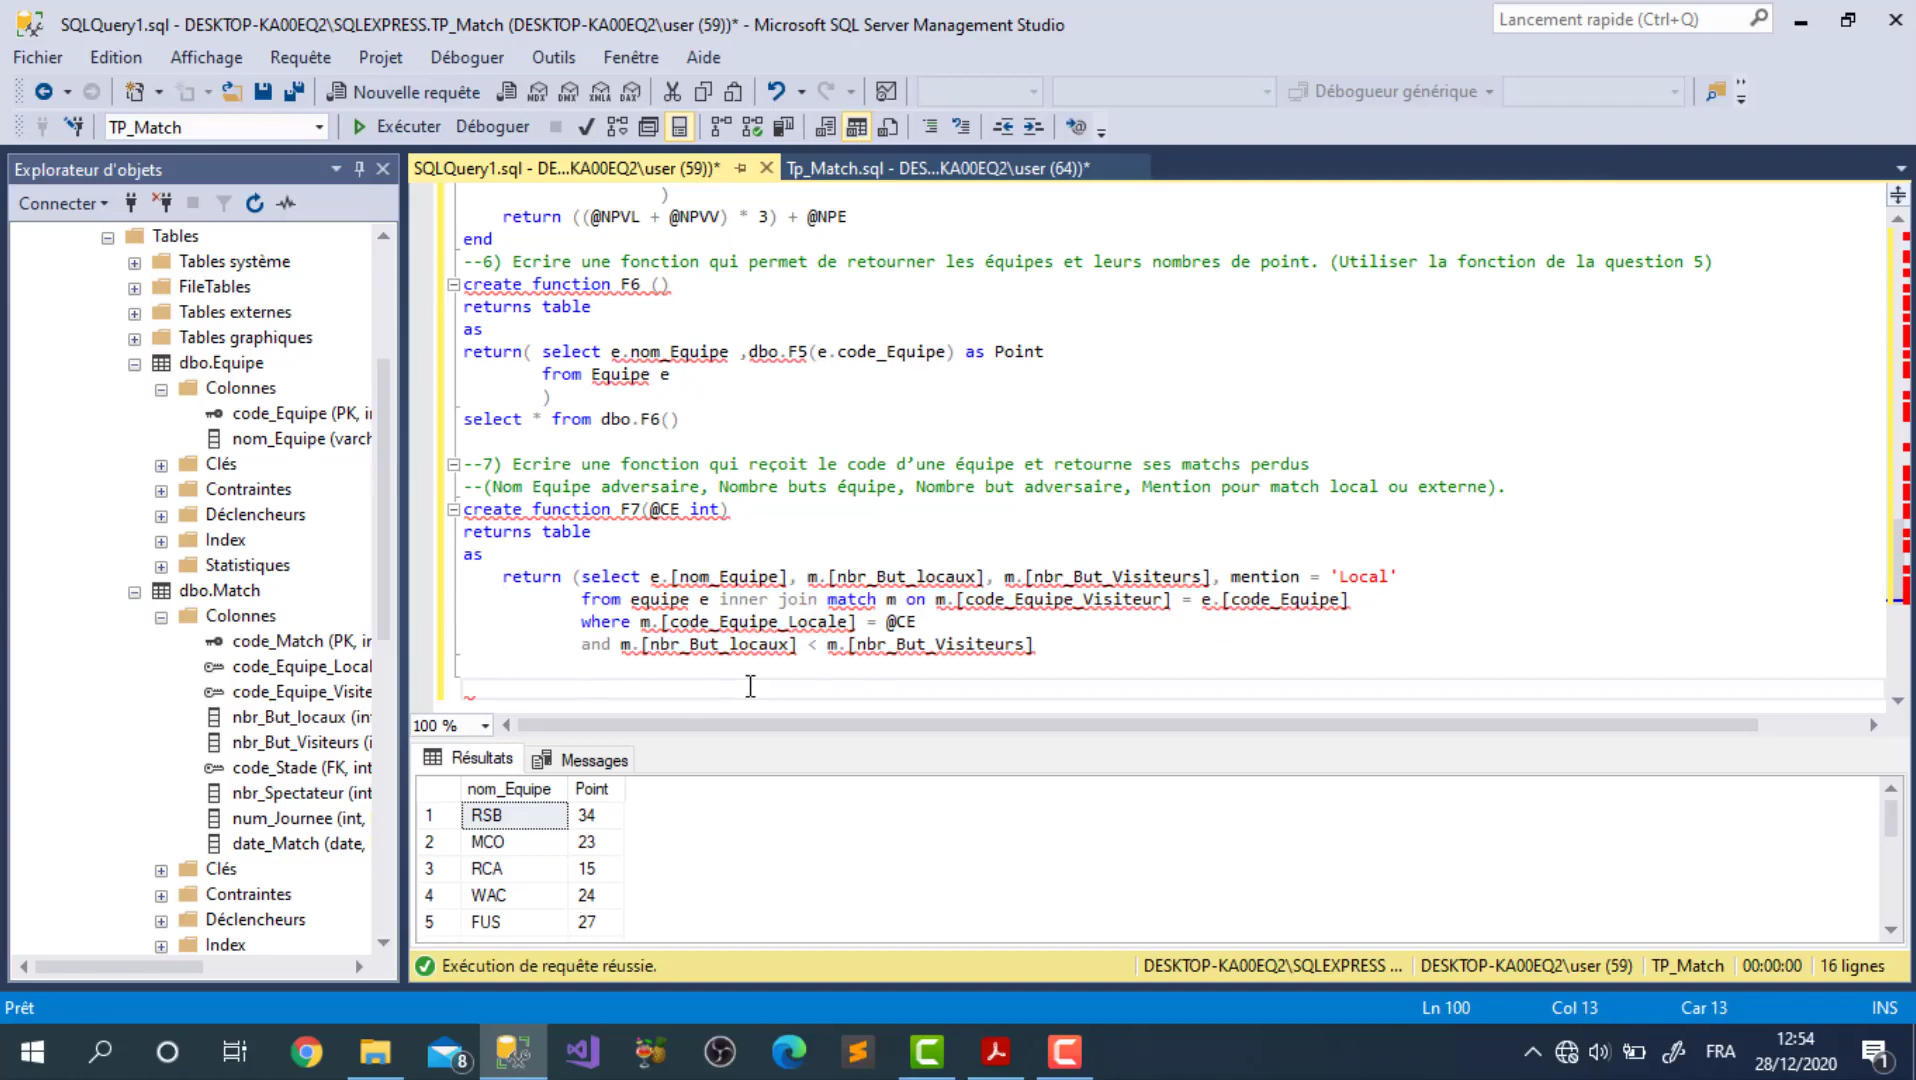 SQLQuery1.sql - DESKTOP-KA00EQ2\SQLEXPRESS.TP_Match (DESKTOP-KA00EQ2\user (59))* - Microsoft SQL Server Management Studio
Lancement rapide (Ctrl+Q)
Fichier Edition Affichage Requête Projet Déboguer Outils Fenêtre Aide
Nouvelle requête MDX DMX XMLA DAX Débogueur générique
TP_Match Exécuter Déboguer
Explorateur d'objets
Connecter
Tables
Tables système
FileTables
Tables externes
Tables graphiques
dbo.Equipe
Colonnes
code_Equipe (PK, i
nom_Equipe (varch
Clés
Contraintes
Déclencheurs
Index
Statistiques
dbo.Match
Colonnes
code_Match (PK, i
code_Equipe_Local
code_Equipe_Visite
nbr_But_locaux (in
nbr_But_Visiteurs (i
code_Stade (FK, int
nbr_Spectateur (int
num_Journee (int,
date_Match (date,
Clés
Contraintes
Déclencheurs
Index
SQLQuery1.sql - DE...KA00EQ2\user (59))* Tp_Match.sql - DES...KA00EQ2\user (64))*
)
return ((@NPVL + @NPVV) * 3) + @NPE
end
--6) Ecrire une fonction qui permet de retourner les équipes et leurs nombres de point. (Utiliser la fonction de la question 5)
create function F6 ()
returns table
as
return( select e.nom_Equipe ,dbo.F5(e.code_Equipe) as Point
from Equipe e
)
select * from dbo.F6()
--7) Ecrire une fonction qui reçoit le code d’une équipe et retourne ses matchs perdus
--(Nom Equipe adversaire, Nombre buts équipe, Nombre but adversaire, Mention pour match local ou externe).
create function F7(@CE int)
returns table
as
return (select e.[nom_Equipe], m.[nbr_But_locaux], m.[nbr_But_Visiteurs], mention = 'Local'
from equipe e inner join match m on m.[code_Equipe_Visiteur] = e.[code_Equipe]
where m.[code_Equipe_Locale] = @CE
and m.[nbr_But_locaux] < m.[nbr_But_Visiteurs]
100 %
Résultats Messages
nom_Equipe Point
1 RSB 34
2 MCO 23
3 RCA 15
4 WAC 24
5 FUS 27
Exécution de requête réussie. DESKTOP-KA00EQ2\SQLEXPRESS ... DESKTOP-KA00EQ2\user (59) TP_Match 00:00:00 16 lignes
Prêt Ln 100 Col 13 Car 13 INS
8 FRA 12:54
28/12/2020 1